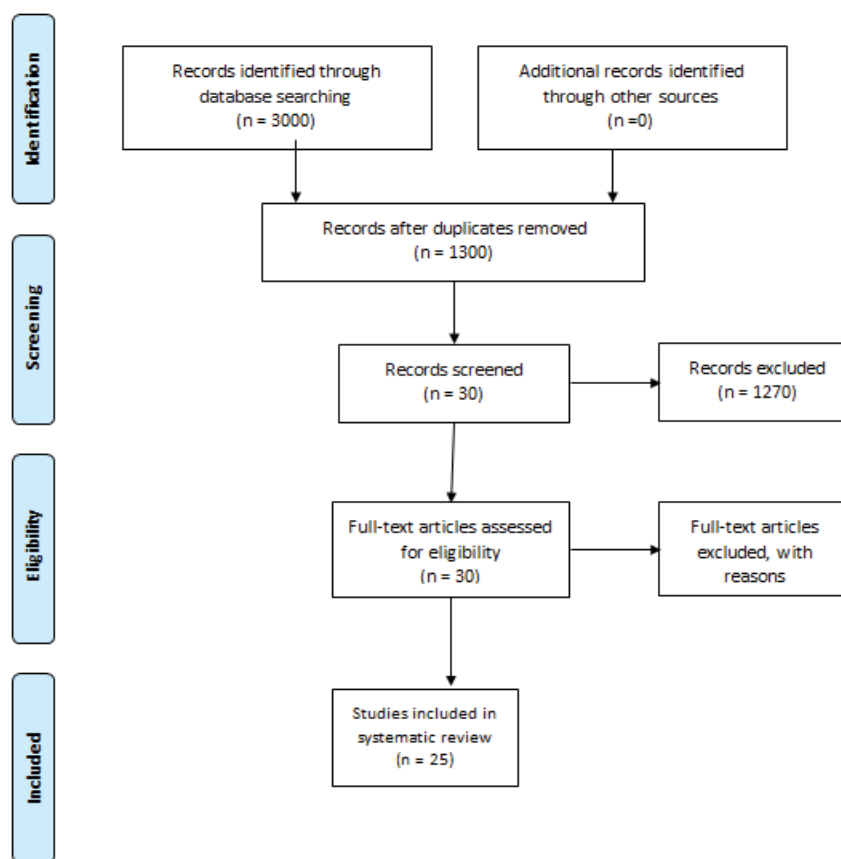 Identification
Records identified through
database searching
(n = 3000)
Additional records identified
through other sources
(n =0)
Records after duplicates removed
(n = 1300)
Screening
Records screened
(n = 30)
Records excluded
(n = 1270)
Eligibility
Full-text articles assessed
for eligibility
(n = 30)
Full-text articles
excluded, with
reasons
Included
Studies included in
systematic review
(n = 25)